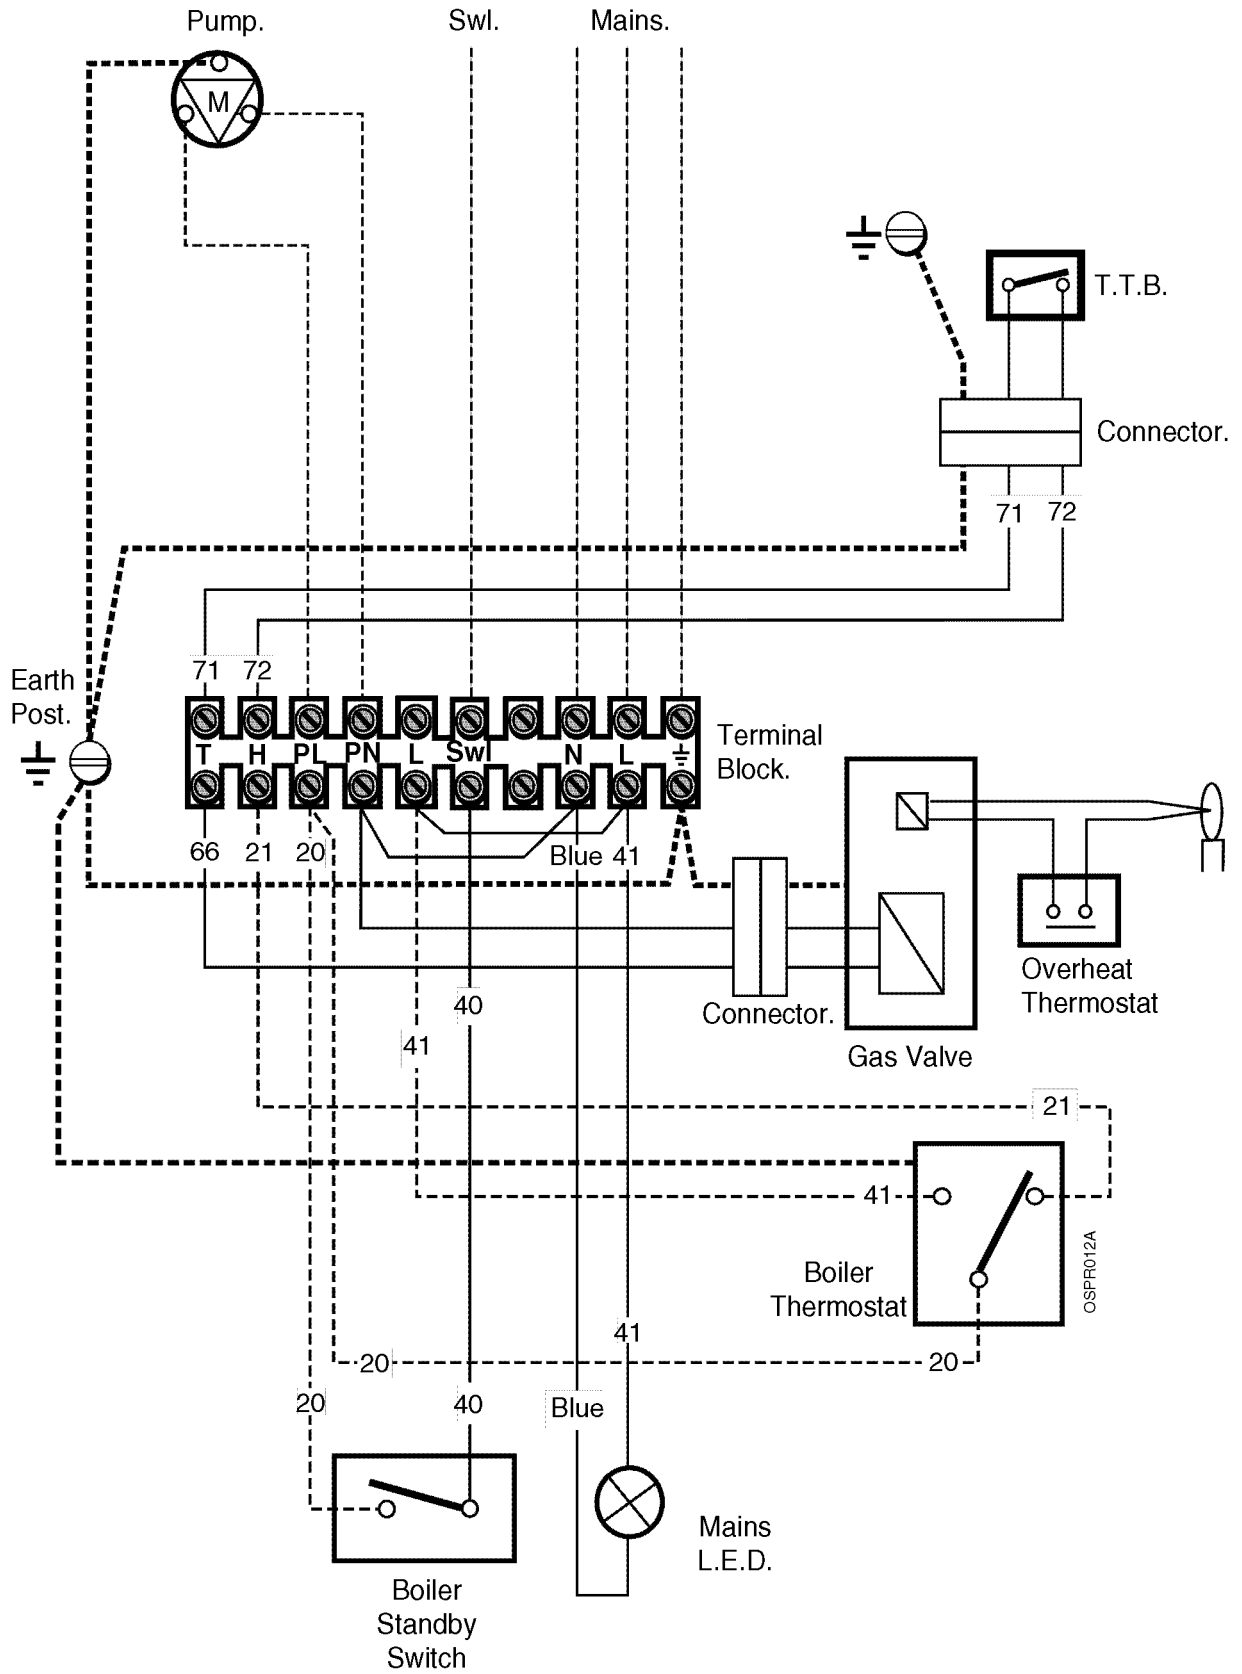 Pump.
Swl.
Mains.
M
T.T.B.
Connector.
71
72
71
72
Earth
Post.
T
H
PL
PN
L
Swl
N
L
Terminal
Block.
66
21
20
Blue
41
40
41
Connector.
Gas Valve
Overheat
Thermostat
21
41
Boiler
Thermostat
OSPR012A
41
20
20
20
40
Blue
Mains
L.E.D.
Boiler
Standby
Switch